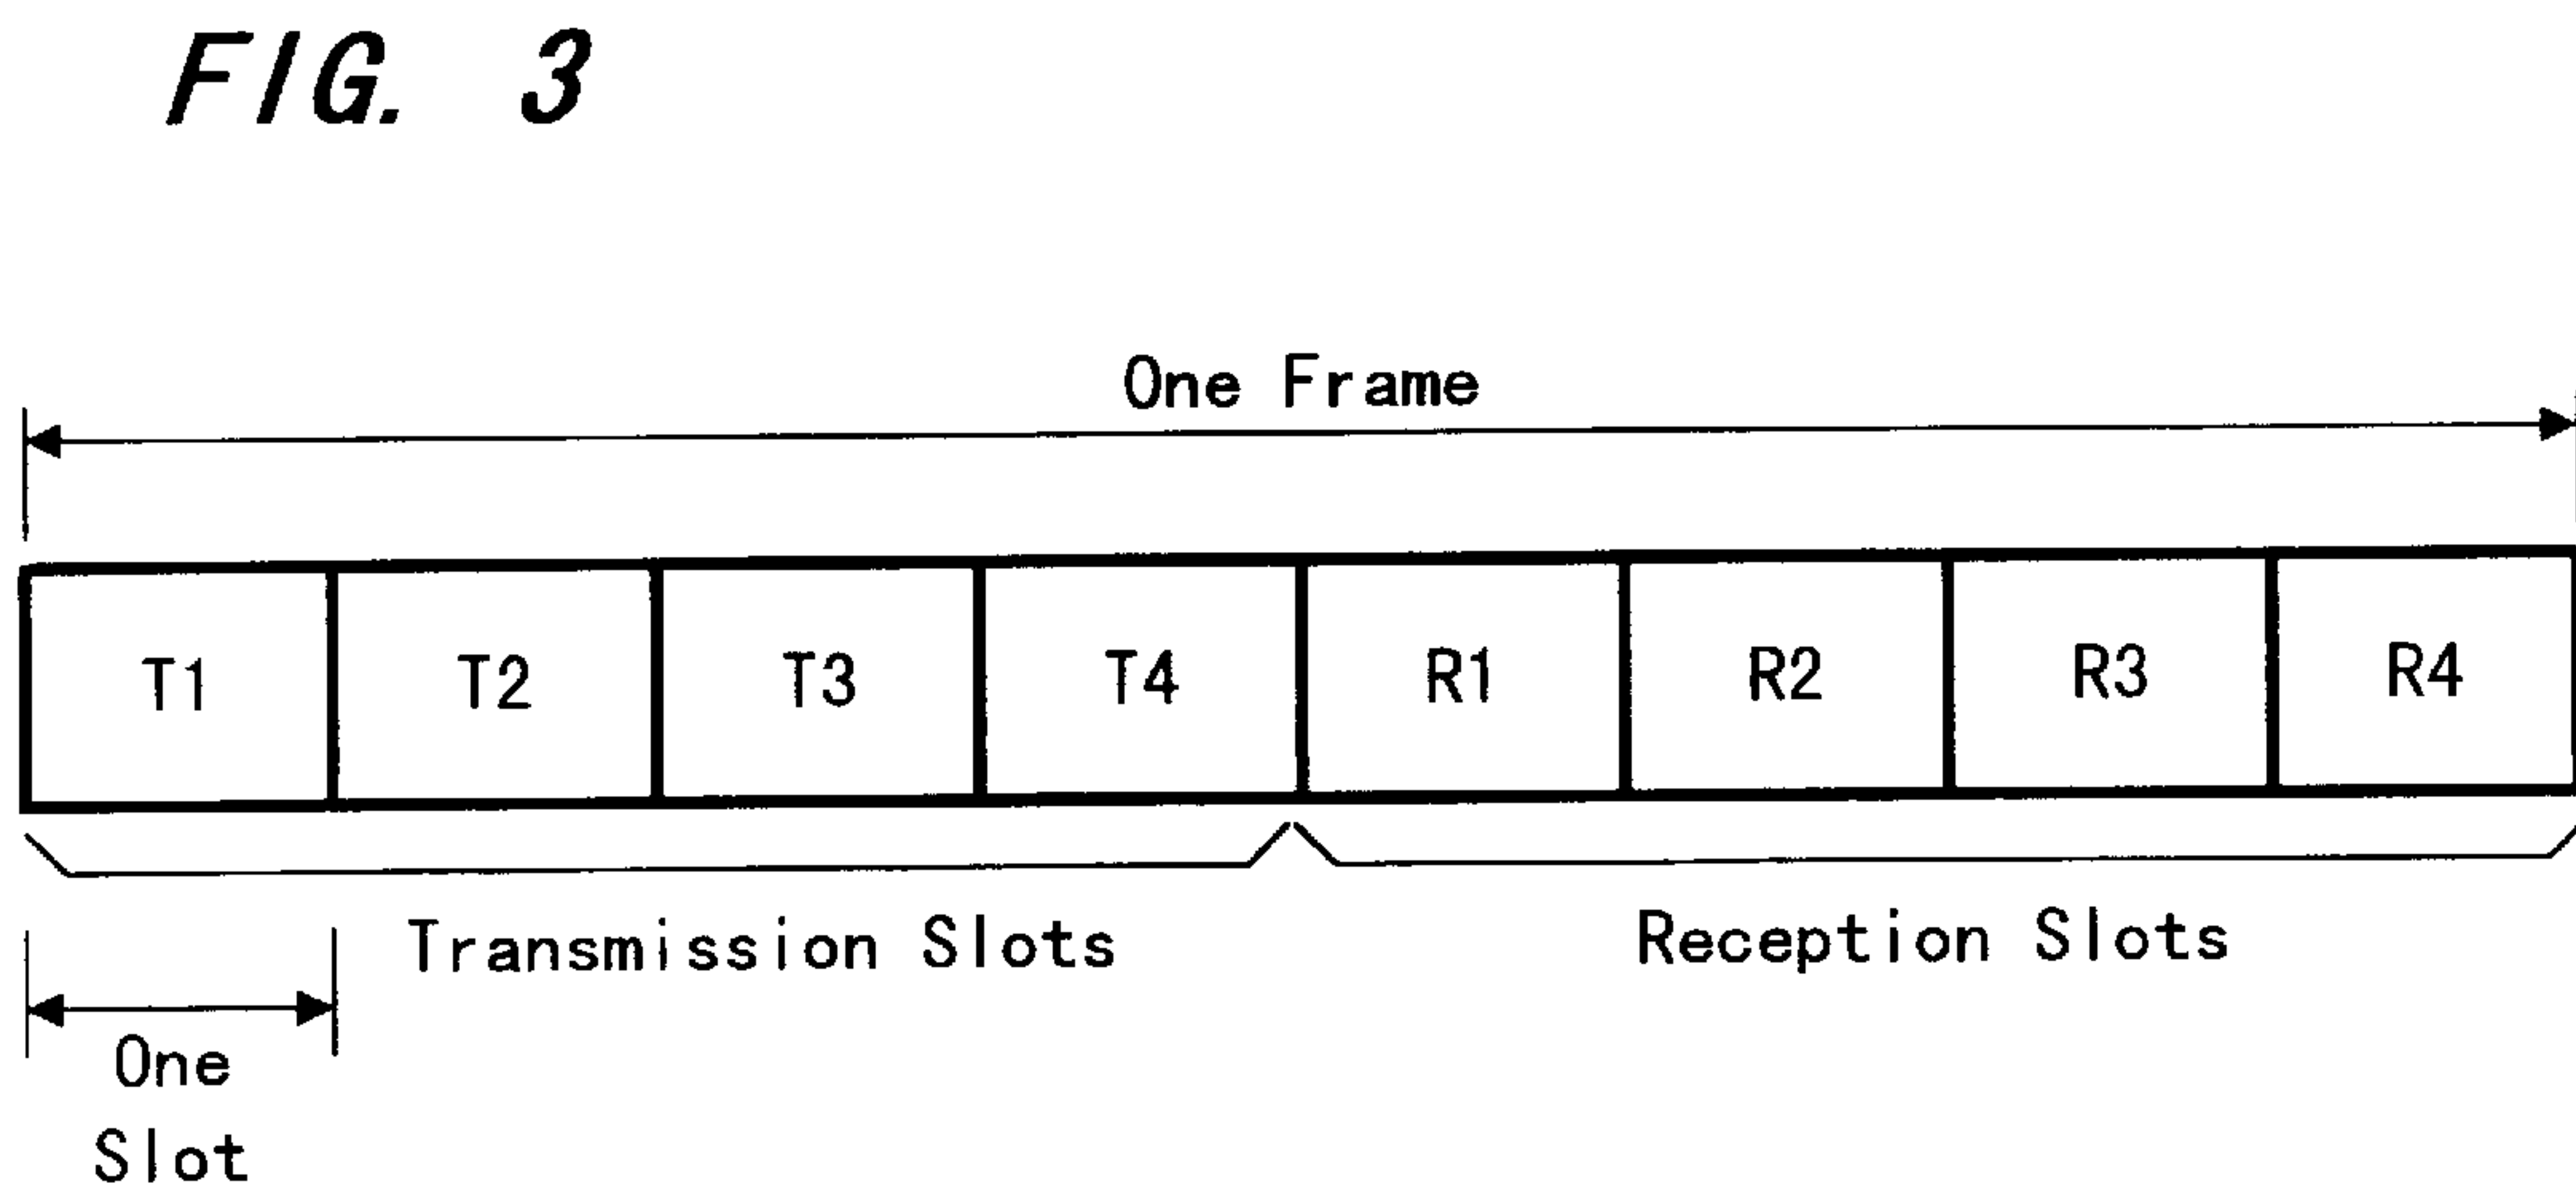 FIG. 3
One Frame
T1 T2 T3 T4 R1 R2 R3 R4
Transmission Slots Reception Slots
One
Slot